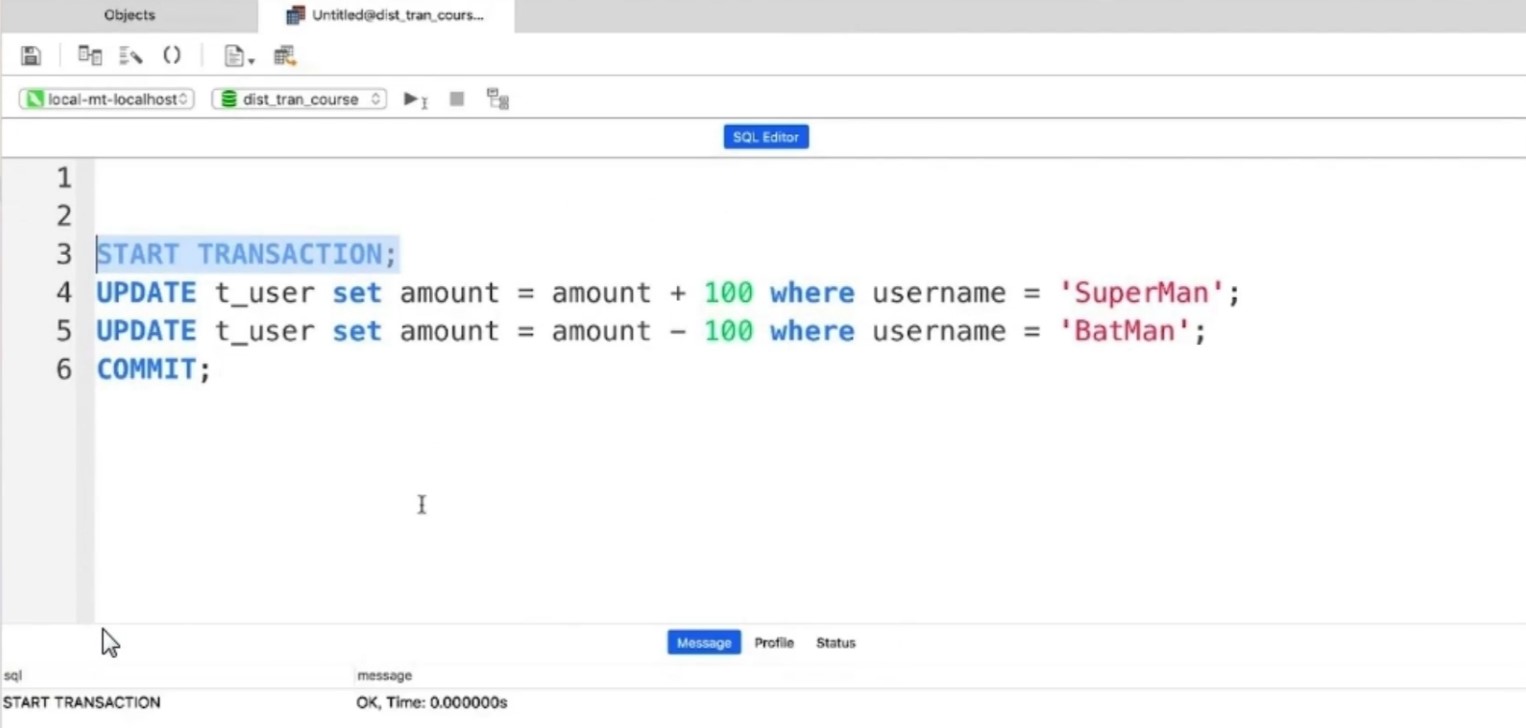 Objects
Untitled@dist_tran_cours...
local-mt-localhost
dist_tran_course
SQL Editor
1
2
3 START TRANSACTION;
4 UPDATE t_user set amount = amount + 100 where username = 'SuperMan';
5 UPDATE t_user set amount = amount - 100 where username = 'BatMan';
6 COMMIT;
Message Profile Status
sql message
START TRANSACTION OK, Time: 0.000000s